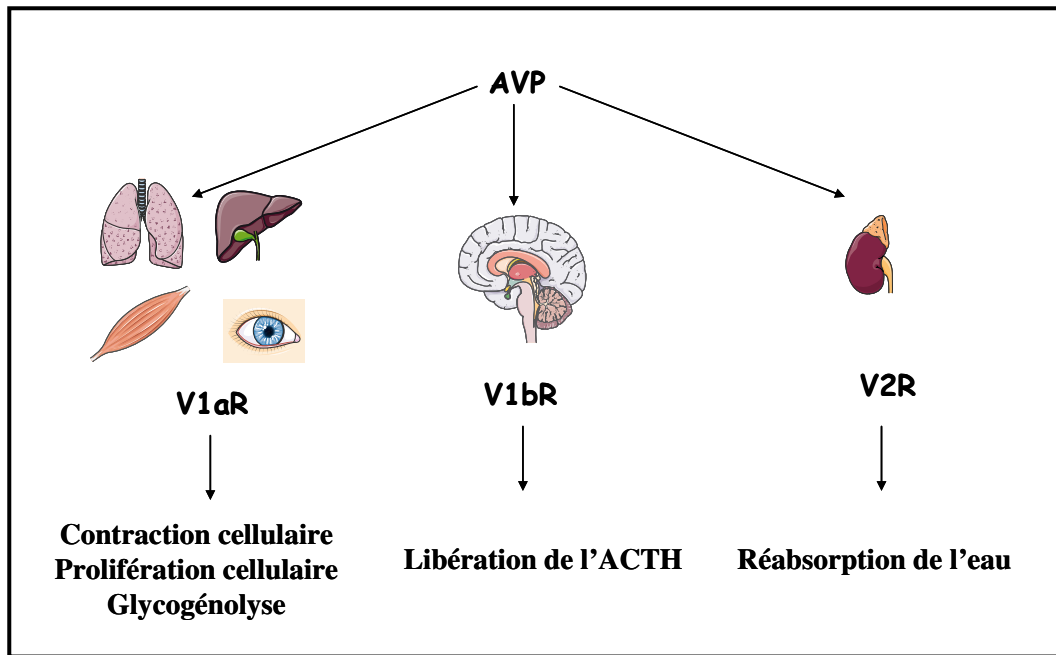 AVP
V1aR
V1bR
V2R
Contraction cellulaire
Prolifération cellulaire
Glycogénolyse
Libération de l'ACTH
Réabsorption de l'eau